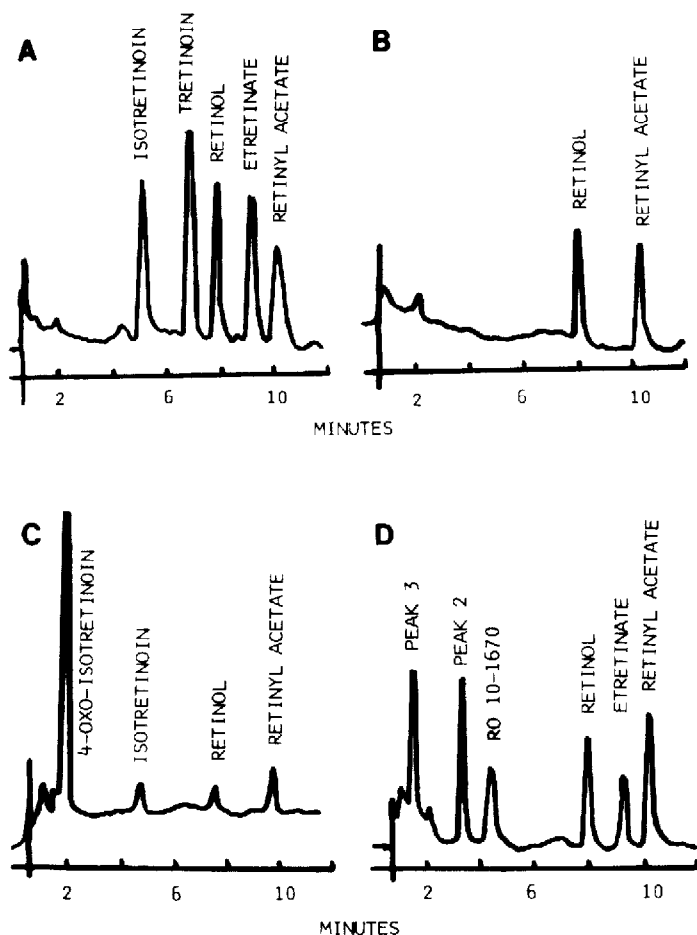 A
ISOTRETINOIN
TRETINOIN
RETINOL
ETRETINATE
RETINYL ACETATE
2
6
10
B
RETINOL
RETINYL ACETATE
2
6
10
MINUTES
C
4-OXO-ISOTRETINOIN
ISOTRETINOIN
RETINOL
RETINYL ACETATE
2
6
10
D
PEAK 3
PEAK 2
RO 10-1670
RETINOL
ETRETINATE
RETINYL ACETATE
2
6
10
MINUTES